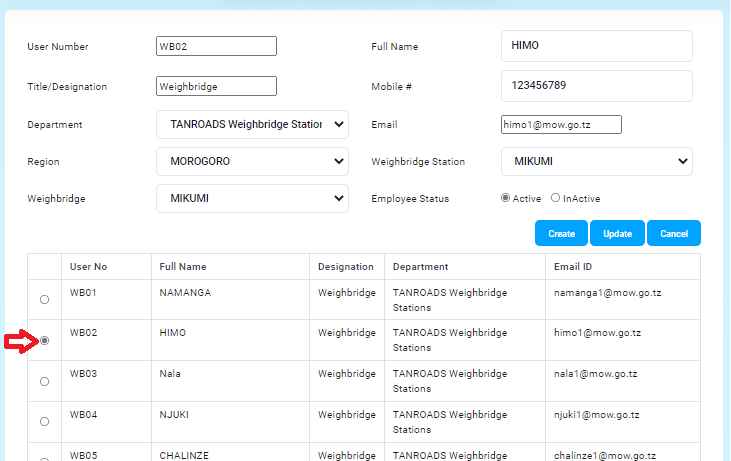 User Number WB02 Full Name HIMO
Title/Designation Weighbridge Mobile # 123456789
Department TANROADS Weighbridge Station Email himo1@mow.go.tz
Region MOROGORO Weighbridge Station MIKUMI
Weighbridge MIKUMI Employee Status Active InActive
Create Update Cancel
User No Full Name Designation Department Email ID
WB01 NAMANGA Weighbridge TANROADS Weighbridge namanga1@mow.go.tz
Stations
WB02 HIMO Weighbridge TANROADS Weighbridge himo1@mow.go.tz
Stations
WB03 Nala Weighbridge TANROADS Weighbridge nala1@mow.go.tz
Stations
WB04 NJUKI Weighbridge TANROADS Weighbridge njuki1@mow.go.tz
Stations
WB05 CHALINZE Weighbridge TANROADS Weighbridge chalinze1@mow.go.tz